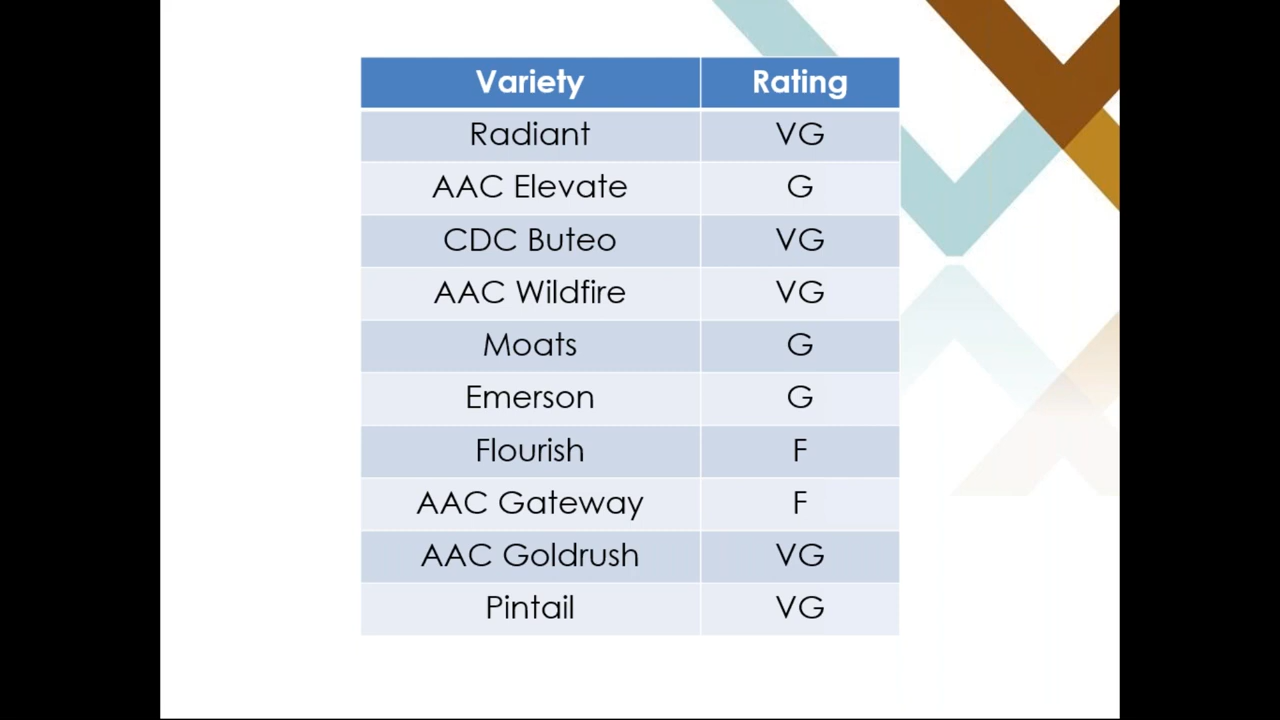 Variety Rating
Radiant VG
AAC Elevate G
CDC Buteo VG
AAC Wildfire VG
Moats G
Emerson G
Flourish F
AAC Gateway F
AAC Goldrush VG
Pintail VG